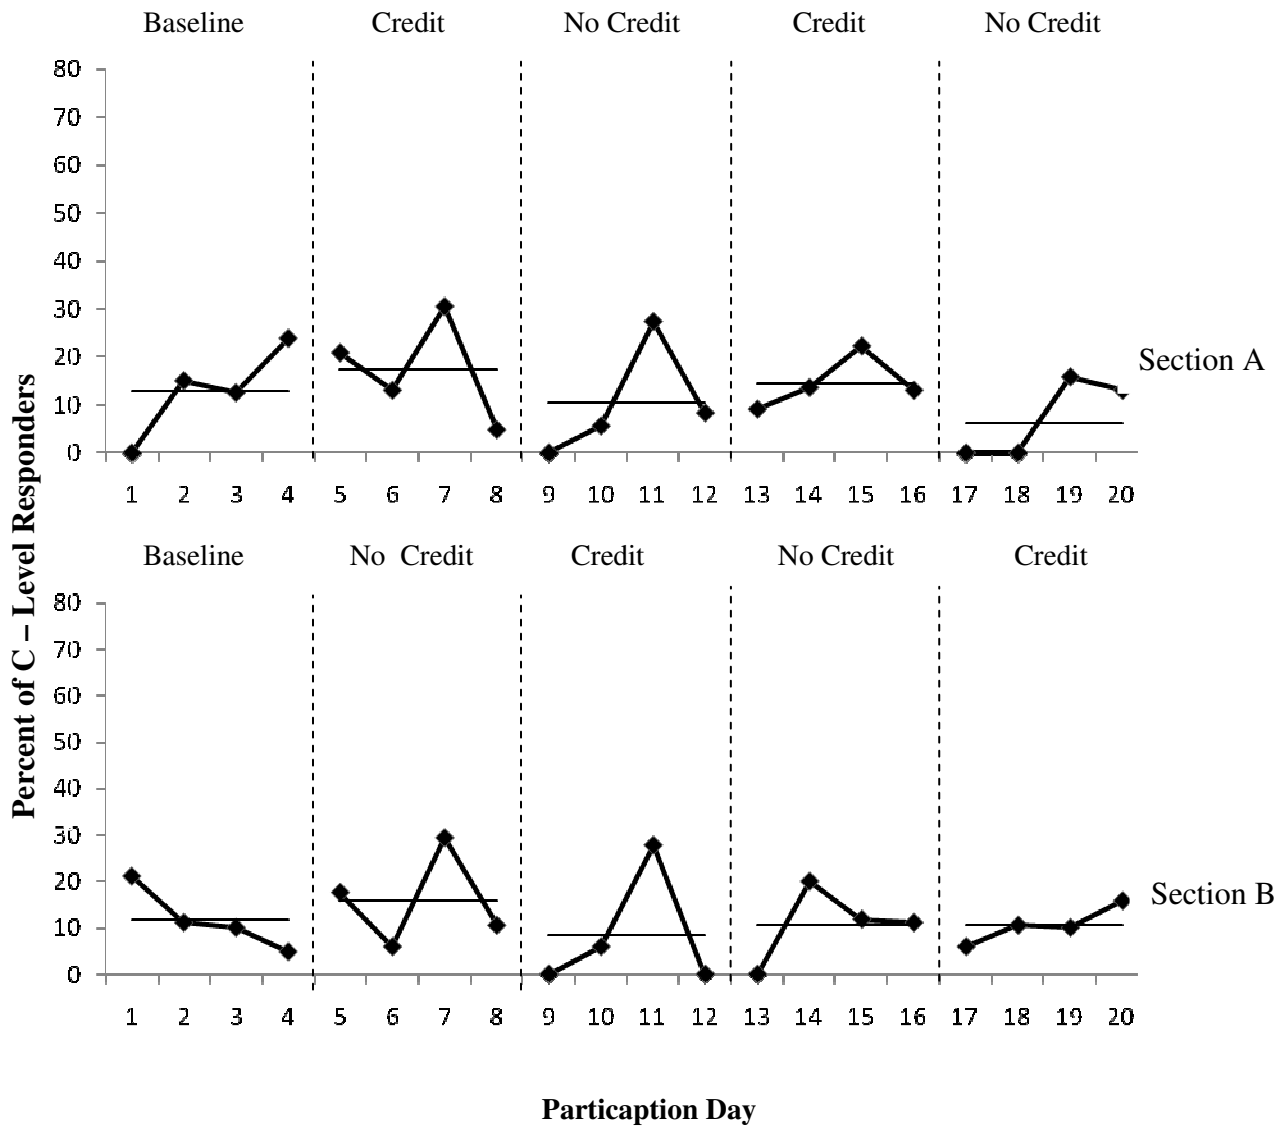 Baseline Credit No Credit Credit No Credit
80
70
60
50
40
30
20
10
0
1 2 3 4 5 6 7 8 9 10 11 12 13 14 15 16 17 18 19 20
Section A
Percent of C – Level Responders
Baseline No Credit Credit No Credit Credit
80
70
60
50
40
30
20
10
0
1 2 3 4 5 6 7 8 9 10 11 12 13 14 15 16 17 18 19 20
Section B
Particaption Day